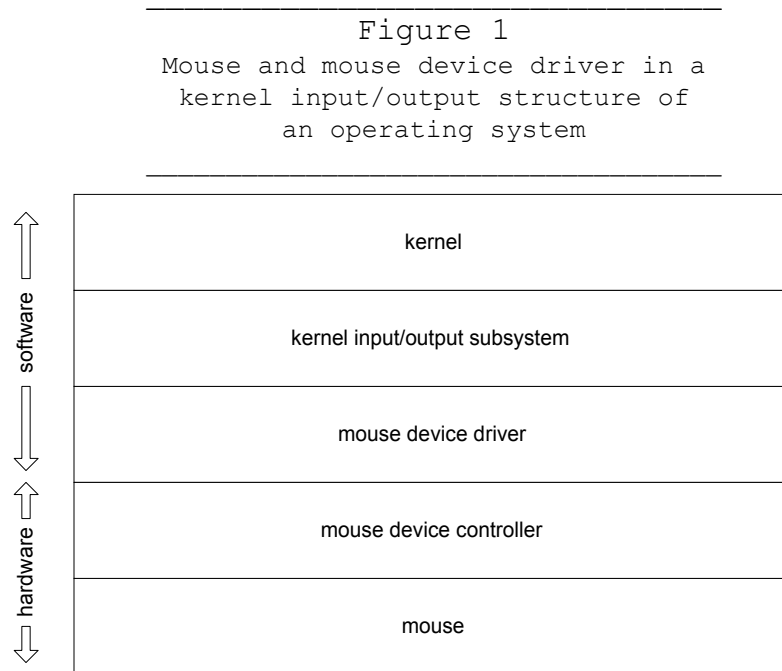 Figure 1
Mouse and mouse device driver in a
kernel input/output structure of
an operating system
software
kernel
kernel input/output subsystem
mouse device driver
hardware
mouse device controller
mouse